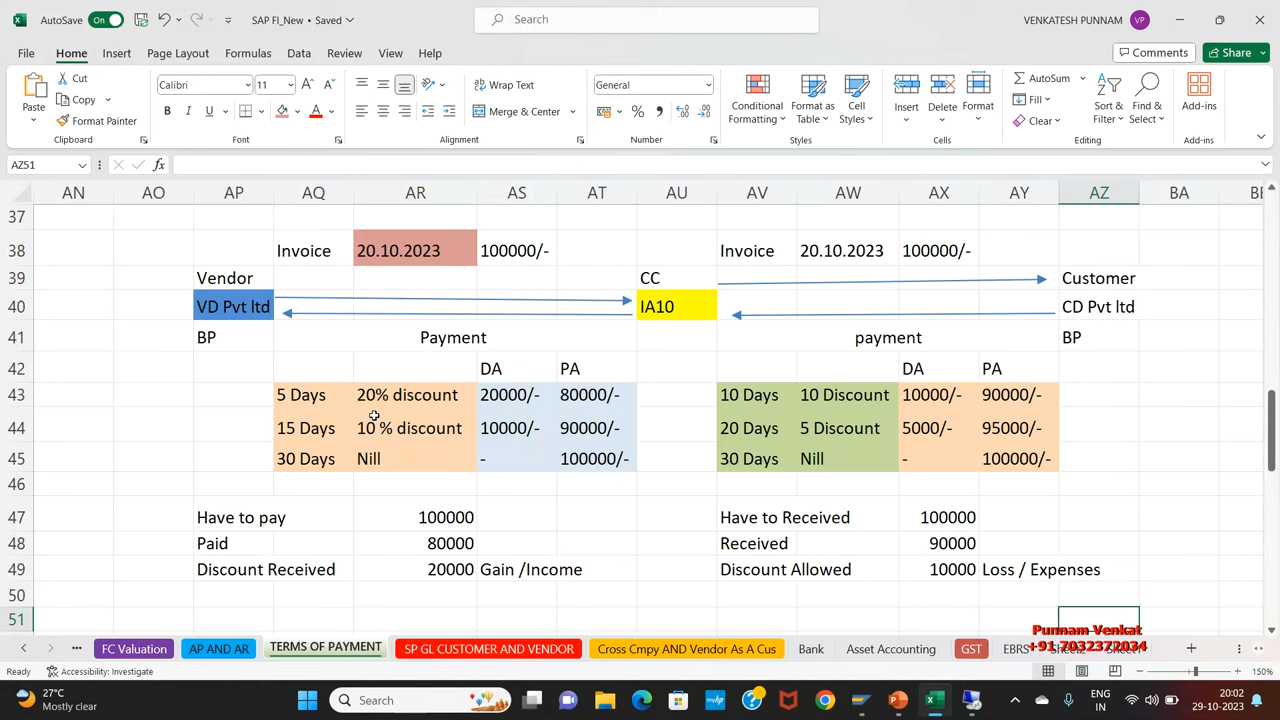 AutoSave On SAP FI_New • Saved Search VENKATESH PUNNAM VP
File Home Insert Page Layout Formulas Data Review View Help Comments Share
Cut Calibri 11 Wrap Text General AutoSum
Paste Copy Merge & Center Conditional Formatting Format as Table Cell Styles Insert Delete Format Fill Sort & Filter Find & Select Add-ins
Format Painter Clear
Clipboard Font Alignment Number Styles Cells Editing Add-ins
AZ51 fx
AN AO AP AQ AR AS AT AU AV AW AX AY AZ BA
37
38 Invoice 20.10.2023 100000/- Invoice 20.10.2023 100000/-
39 Vendor CC Customer
40 VD Pvt ltd IA10 CD Pvt ltd
41 BP Payment payment BP
42 DA PA DA PA
43 5 Days 20% discount 20000/- 80000/- 10 Days 10 Discount 10000/- 90000/-
44 15 Days 10 % discount 10000/- 90000/- 20 Days 5 Discount 5000/- 95000/-
45 30 Days Nill - 100000/- 30 Days Nill - 100000/-
46
47 Have to pay 100000 Have to Received 100000
48 Paid 80000 Received 90000
49 Discount Received 20000 Gain /Income Discount Allowed 10000 Loss / Expenses
50
51
Punnam Venkat
+91 7032372034
FC Valuation AP AND AR TERMS OF PAYMENT SP GL CUSTOMER AND VENDOR Cross Cmpy AND Vendor As A Cus Bank Asset Accounting GST EBRS
Ready Accessibility: Investigate 150%
27°C Mostly clear Search ENG IN 20:02 29-10-2023